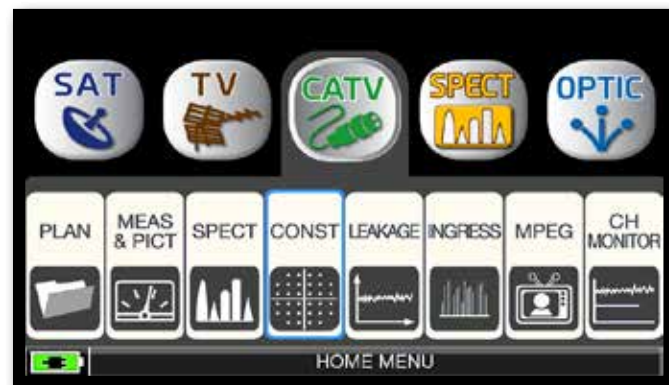 SAT TV CATV SPECT OPTIC
PLAN MEAS & PICT SPECT CONST LEAKAGE INGRESS MPEG CH MONITOR
HOME MENU